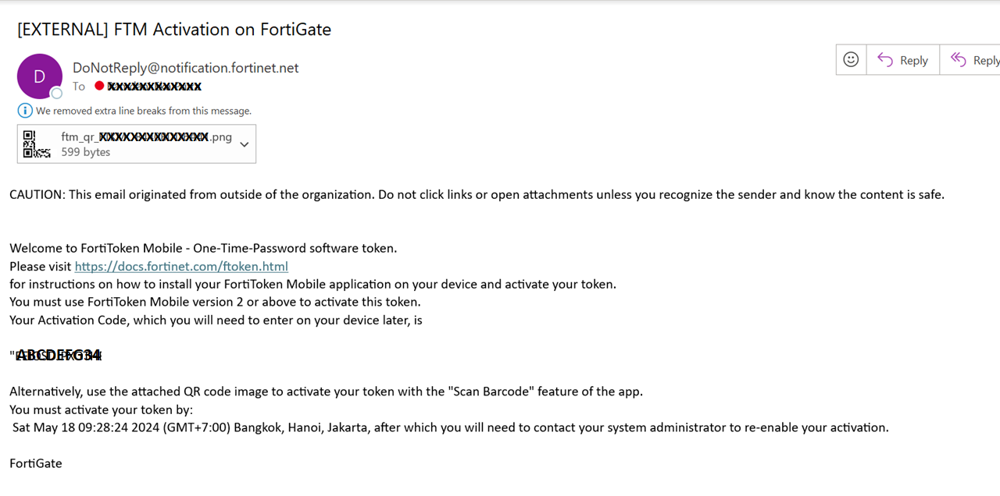 [EXTERNAL] FTM Activation on FortiGate
D
DoNotReply@notification.fortinet.net
To
Reply
Reply
We removed extra line breaks from this message.
ftm_qr_XXXXXXXXXXXXXX.png
599 bytes
CAUTION: This email originated from outside of the organization. Do not click links or open attachments unless you recognize the sender and know the content is safe.
Welcome to FortiToken Mobile - One-Time-Password software token.
Please visit https://docs.fortinet.com/ftoken.html
for instructions on how to install your FortiToken Mobile application on your device and activate your token.
You must use FortiToken Mobile version 2 or above to activate this token.
Your Activation Code, which you will need to enter on your device later, is
"ABCDEFG34
Alternatively, use the attached QR code image to activate your token with the "Scan Barcode" feature of the app.
You must activate your token by:
Sat May 18 09:28:24 2024 (GMT+7:00) Bangkok, Hanoi, Jakarta, after which you will need to contact your system administrator to re-enable your activation.
FortiGate